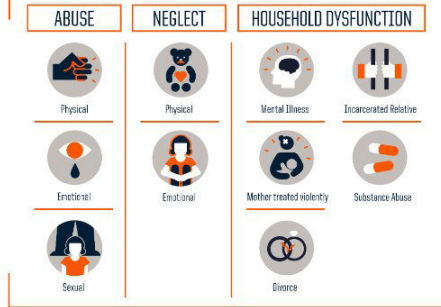 ABUSE
NEGLECT
HOUSEHOLD DYSFUNCTION
Physical
Physical
Mental Illness
Incarcerated Relative
Emotional
Emotional
Mother treated violently
Substance Abuse
Sexual
Divorce